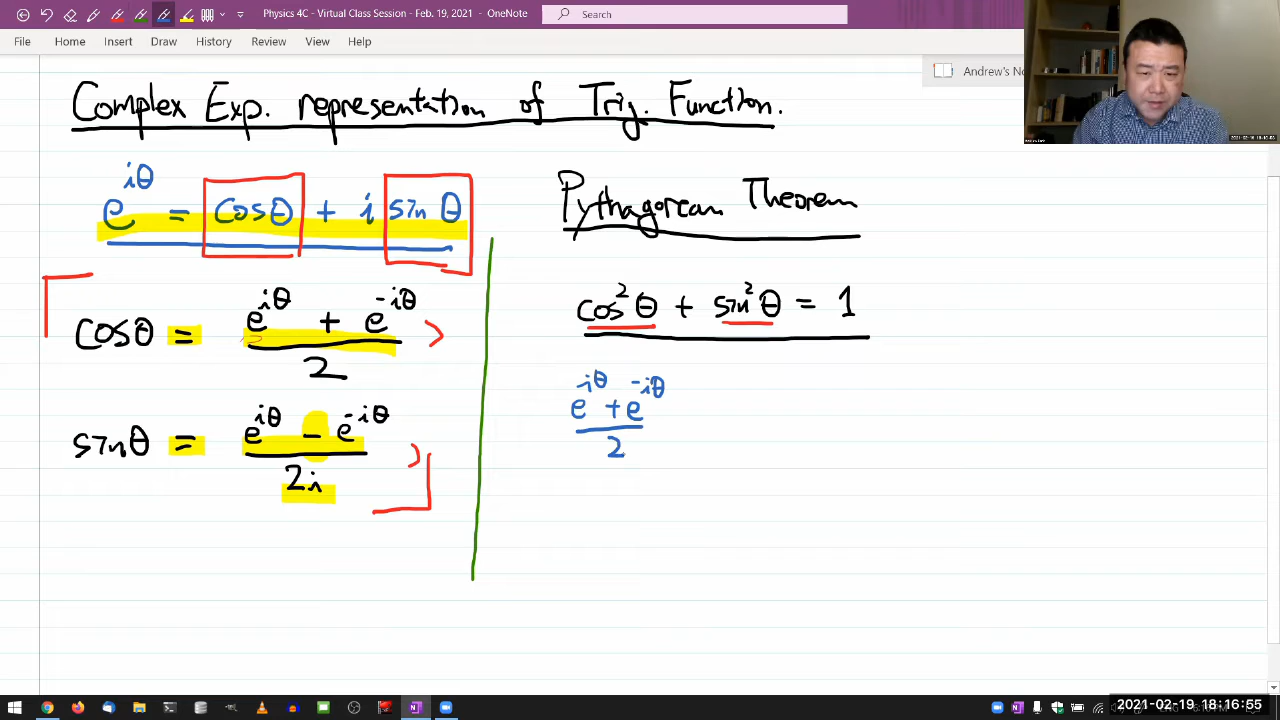 Physics 4C - Virtual Class Session - Feb. 19, 2021 - OneNote
Search
File Home Insert Draw History Review View Help
Andrew's No
Complex Exp. representation of Trig. Function.
e^{iθ} = cosθ + i sin θ
cosθ = (e^{iθ} + e^{-iθ}) / 2
sinθ = (e^{iθ} - e^{-iθ}) / 2i
Pythagorean Theorem
cos²θ + sin²θ = 1
(e^{iθ} + e^{-iθ}) / 2
2021-02-19 18:16:55